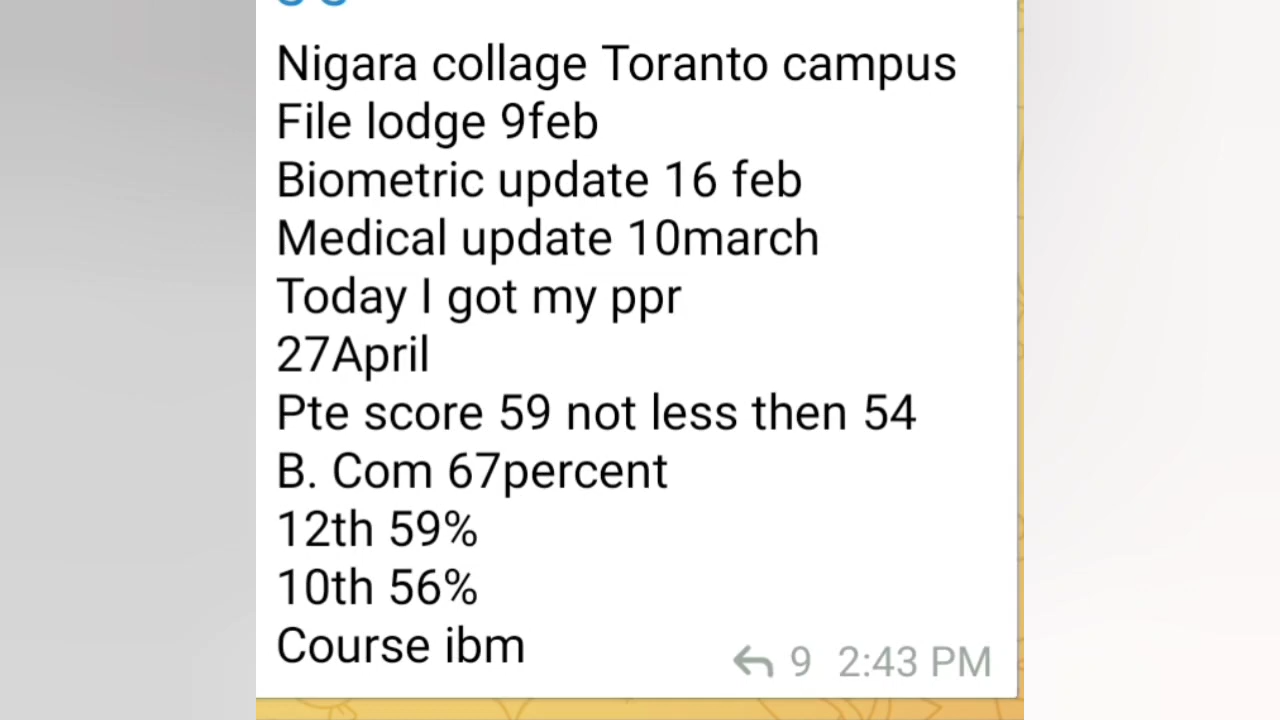 Nigara collage Toranto campus
File lodge 9feb
Biometric update 16 feb
Medical update 10march
Today I got my ppr
27April
Pte score 59 not less then 54
B. Com 67percent
12th 59%
10th 56%
Course ibm
9 2:43 PM